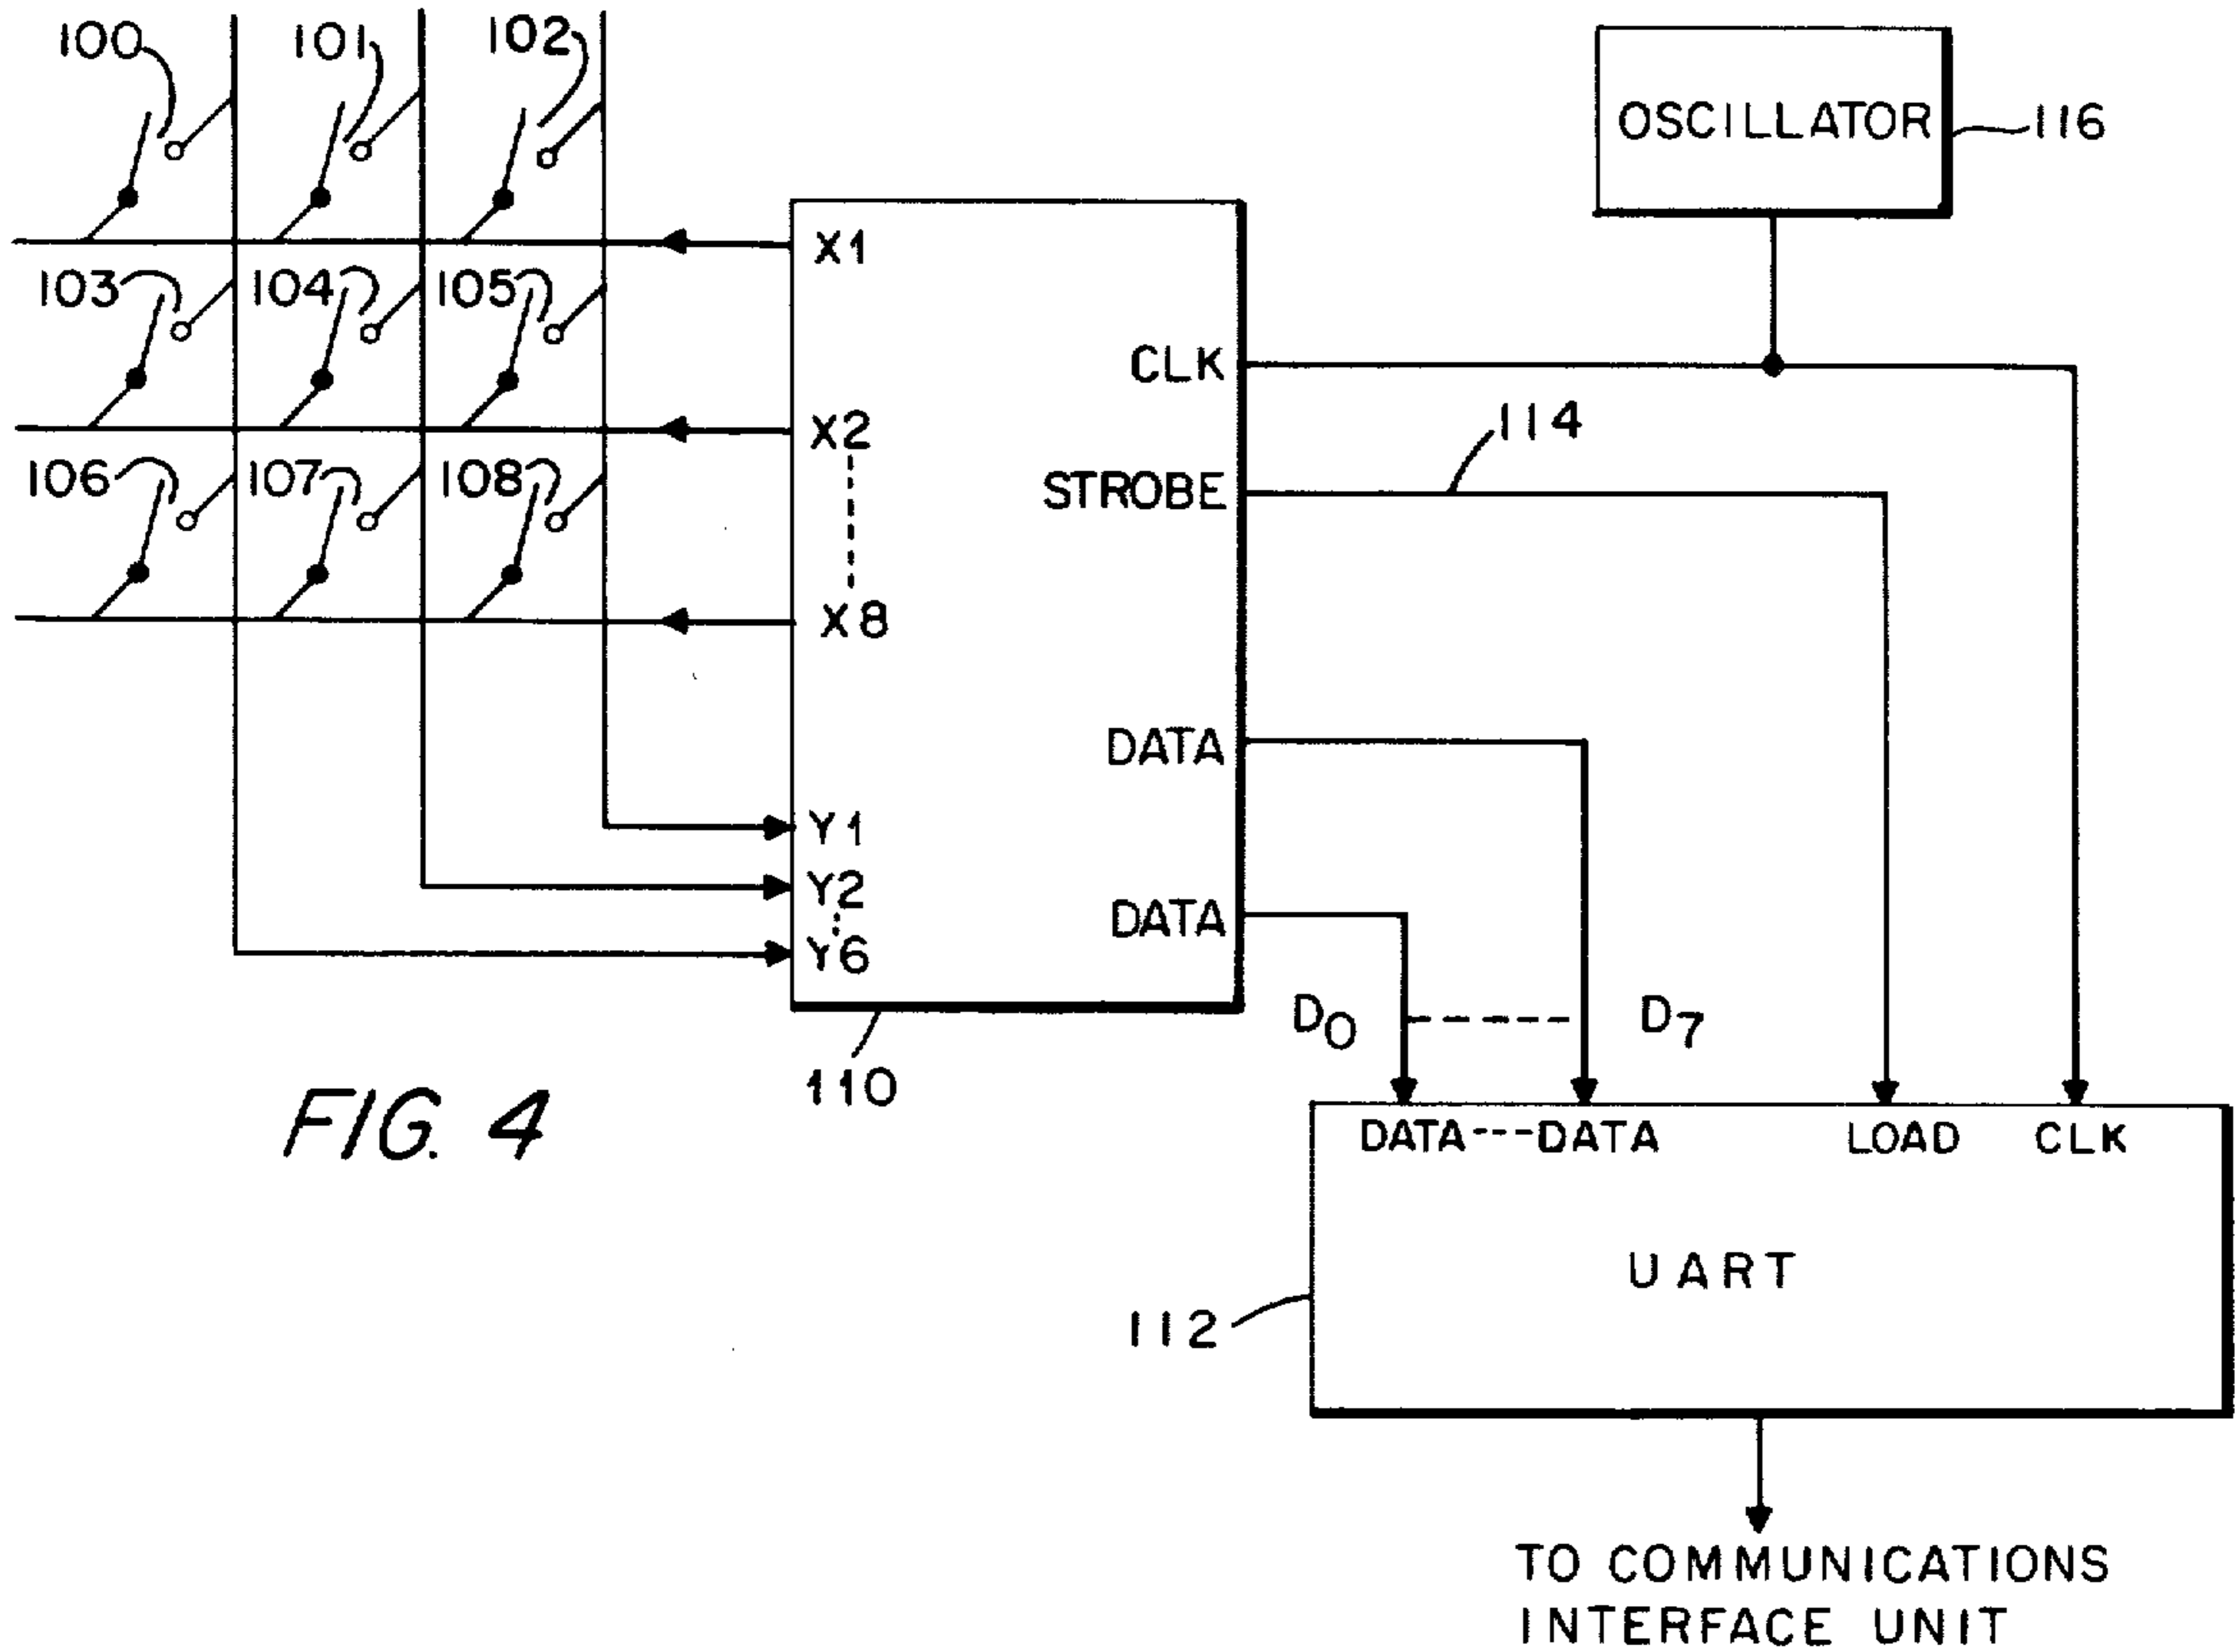 100
101
102
OSCILLATOR
116
X1
103
104
105
CLK
X2
114
106
107
108
STROBE
X8
DATA
Y1
Y2
DATA
Y6
D0
D7
110
FIG. 4
DATA---DATA
LOAD
CLK
UART
112
TO COMMUNICATIONS
INTERFACE UNIT